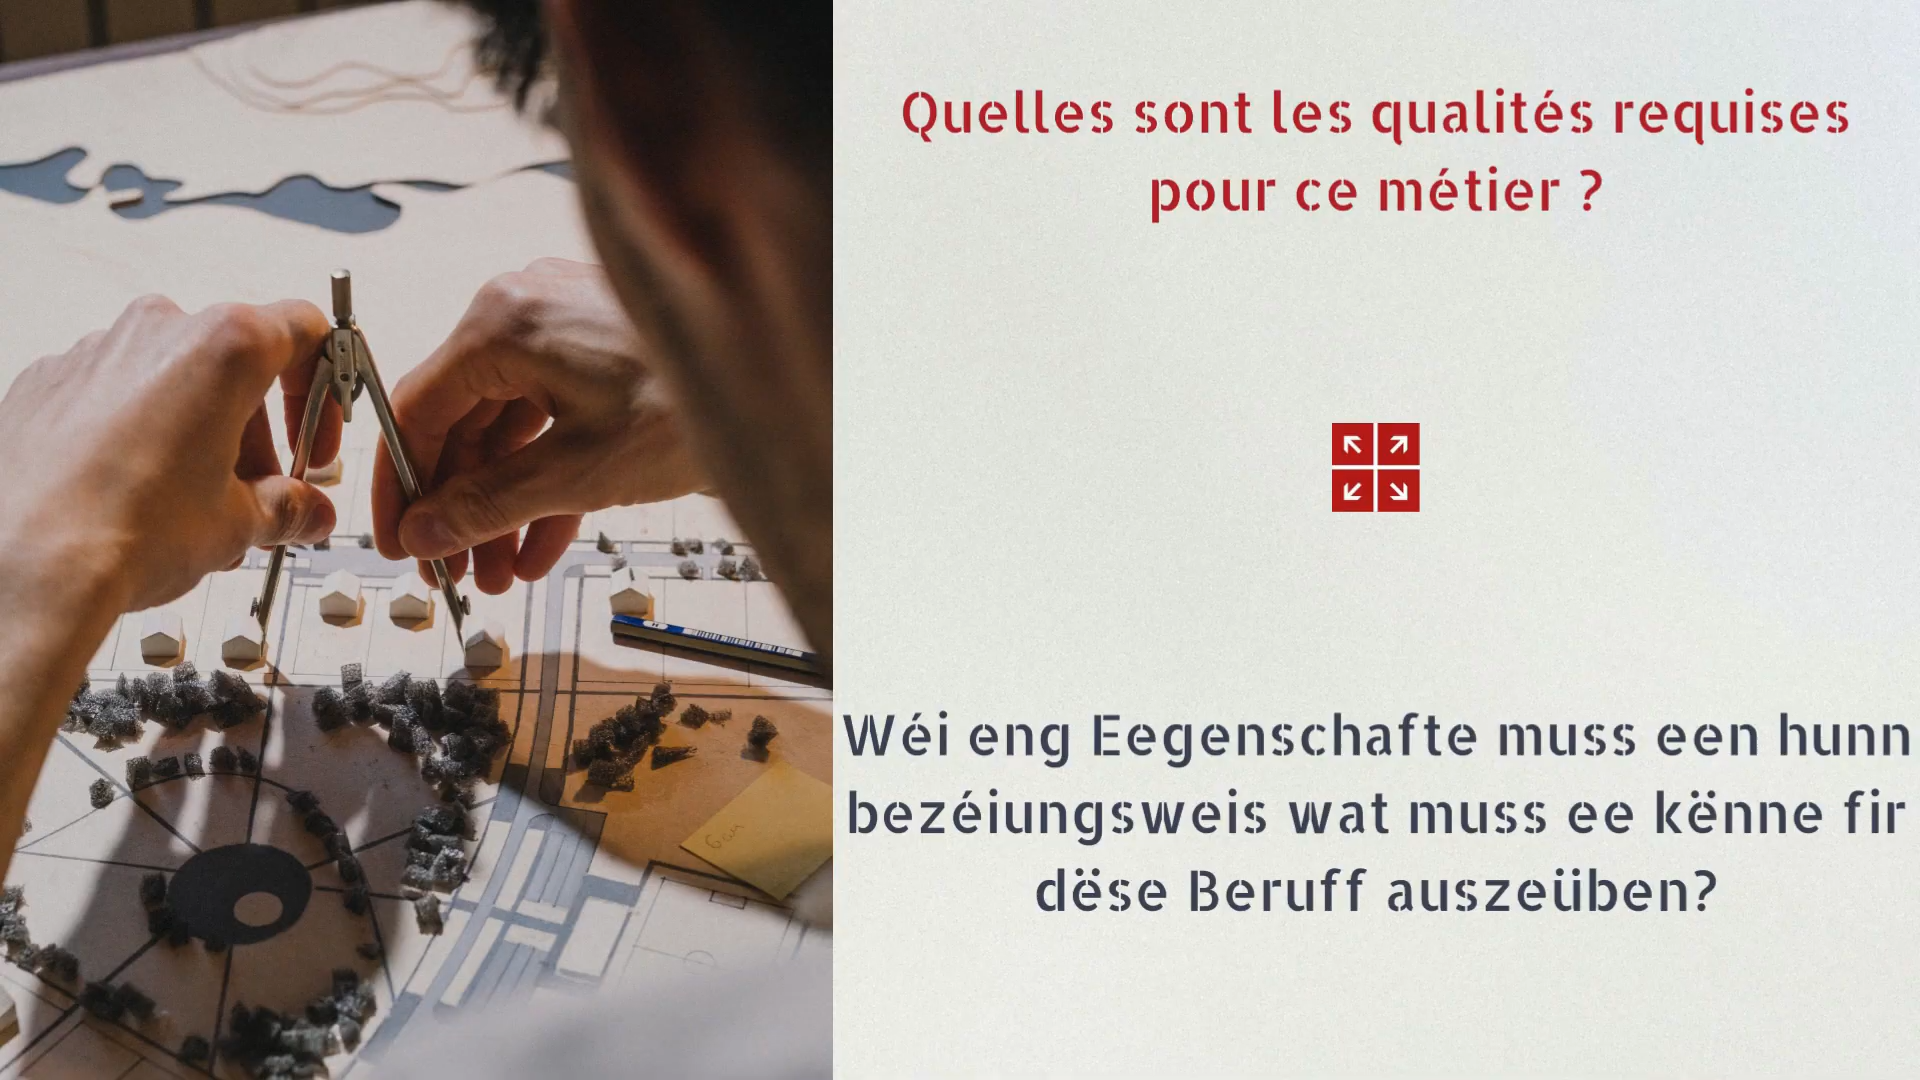 Quelles sont les qualités requises
pour ce métier ?
Wéi eng Eegenschafte muss een hunn
bezéiungsweis wat muss ee kënne fir
dëse Beruff auszeüben?